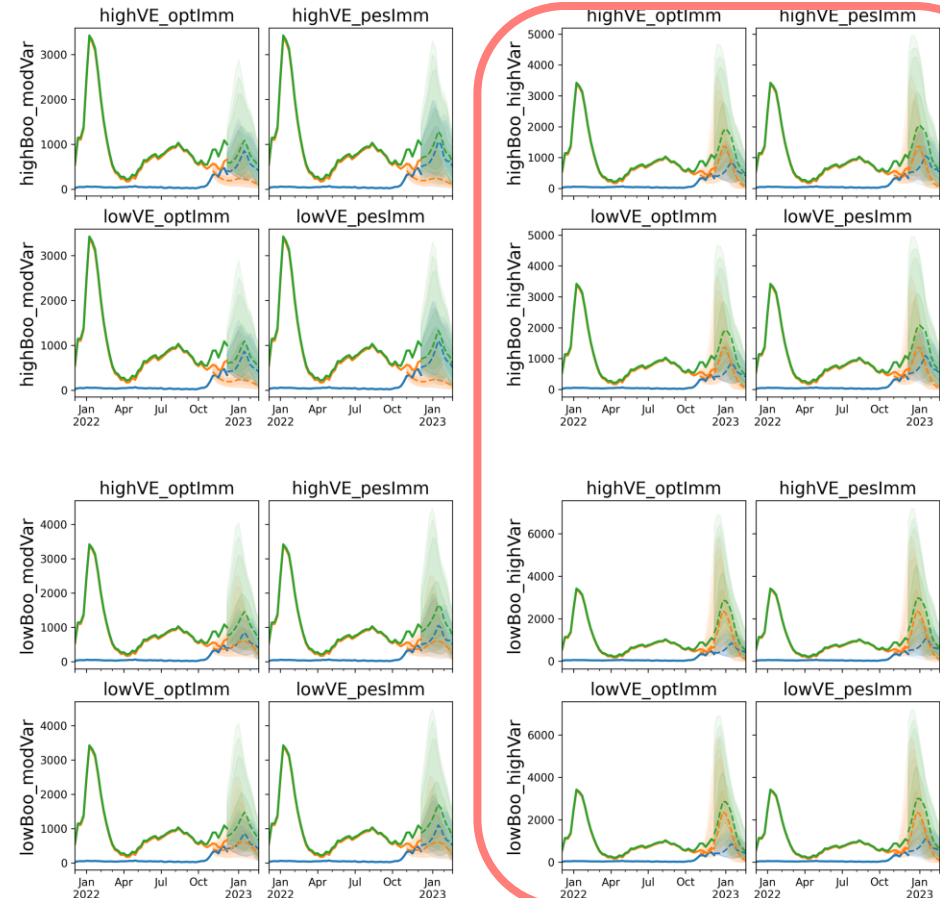 highVE_optImm highVE_pesImm highVE_optImm highVE_pesImm
highBoo_modVar
3000
2000
1000
0
highBoo_highVar
5000
4000
3000
2000
1000
0
lowVE_optImm lowVE_pesImm lowVE_optImm lowVE_pesImm
highBoo_modVar
3000
2000
1000
0
highBoo_highVar
5000
4000
3000
2000
1000
0
Jan Apr Jul Oct Jan Jan Apr Jul Oct Jan Jan Apr Jul Oct Jan Jan Apr Jul Oct Jan
2022 2023 2022 2023 2022 2023 2022 2023
highVE_optImm highVE_pesImm highVE_optImm highVE_pesImm
lowBoo_modVar
4000
3000
2000
1000
0
lowBoo_highVar
6000
4000
2000
0
lowVE_optImm lowVE_pesImm lowVE_optImm lowVE_pesImm
lowBoo_modVar
4000
3000
2000
1000
0
lowBoo_highVar
6000
4000
2000
0
Jan Apr Jul Oct Jan Jan Apr Jul Oct Jan Jan Apr Jul Oct Jan Jan Apr Jul Oct Jan
2022 2023 2022 2023 2022 2023 2022 2023